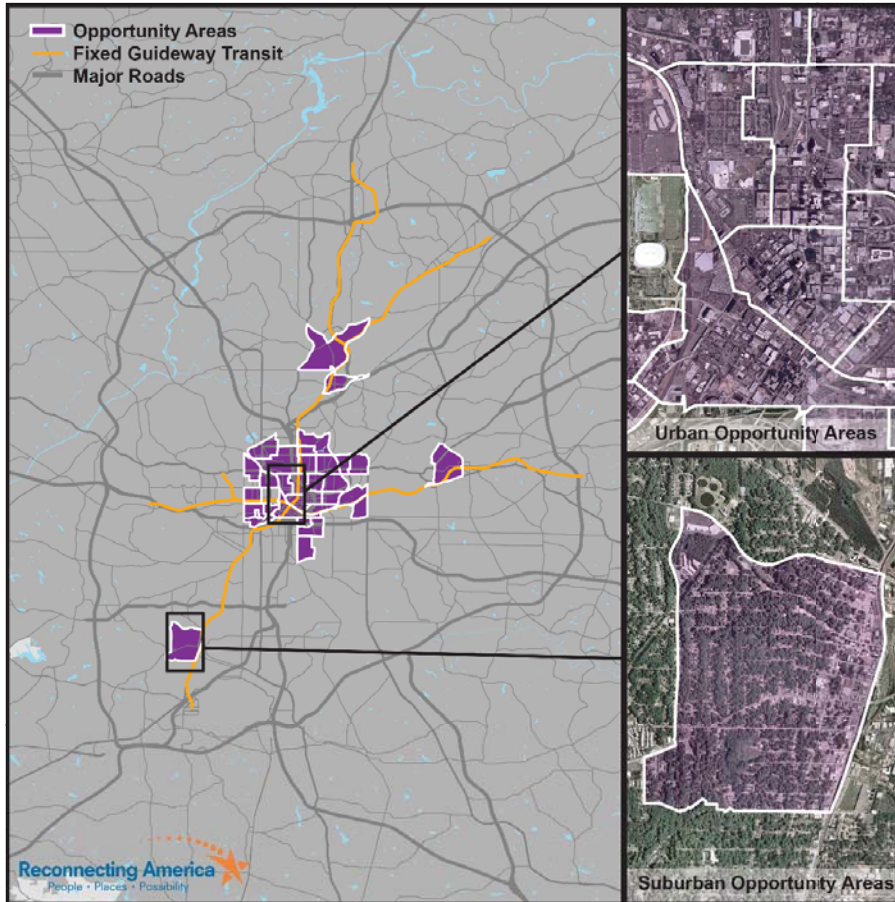 Opportunity Areas
Fixed Guideway Transit
Major Roads
Urban Opportunity Areas
Reconnecting America
People • Places • Possibility
Suburban Opportunity Areas